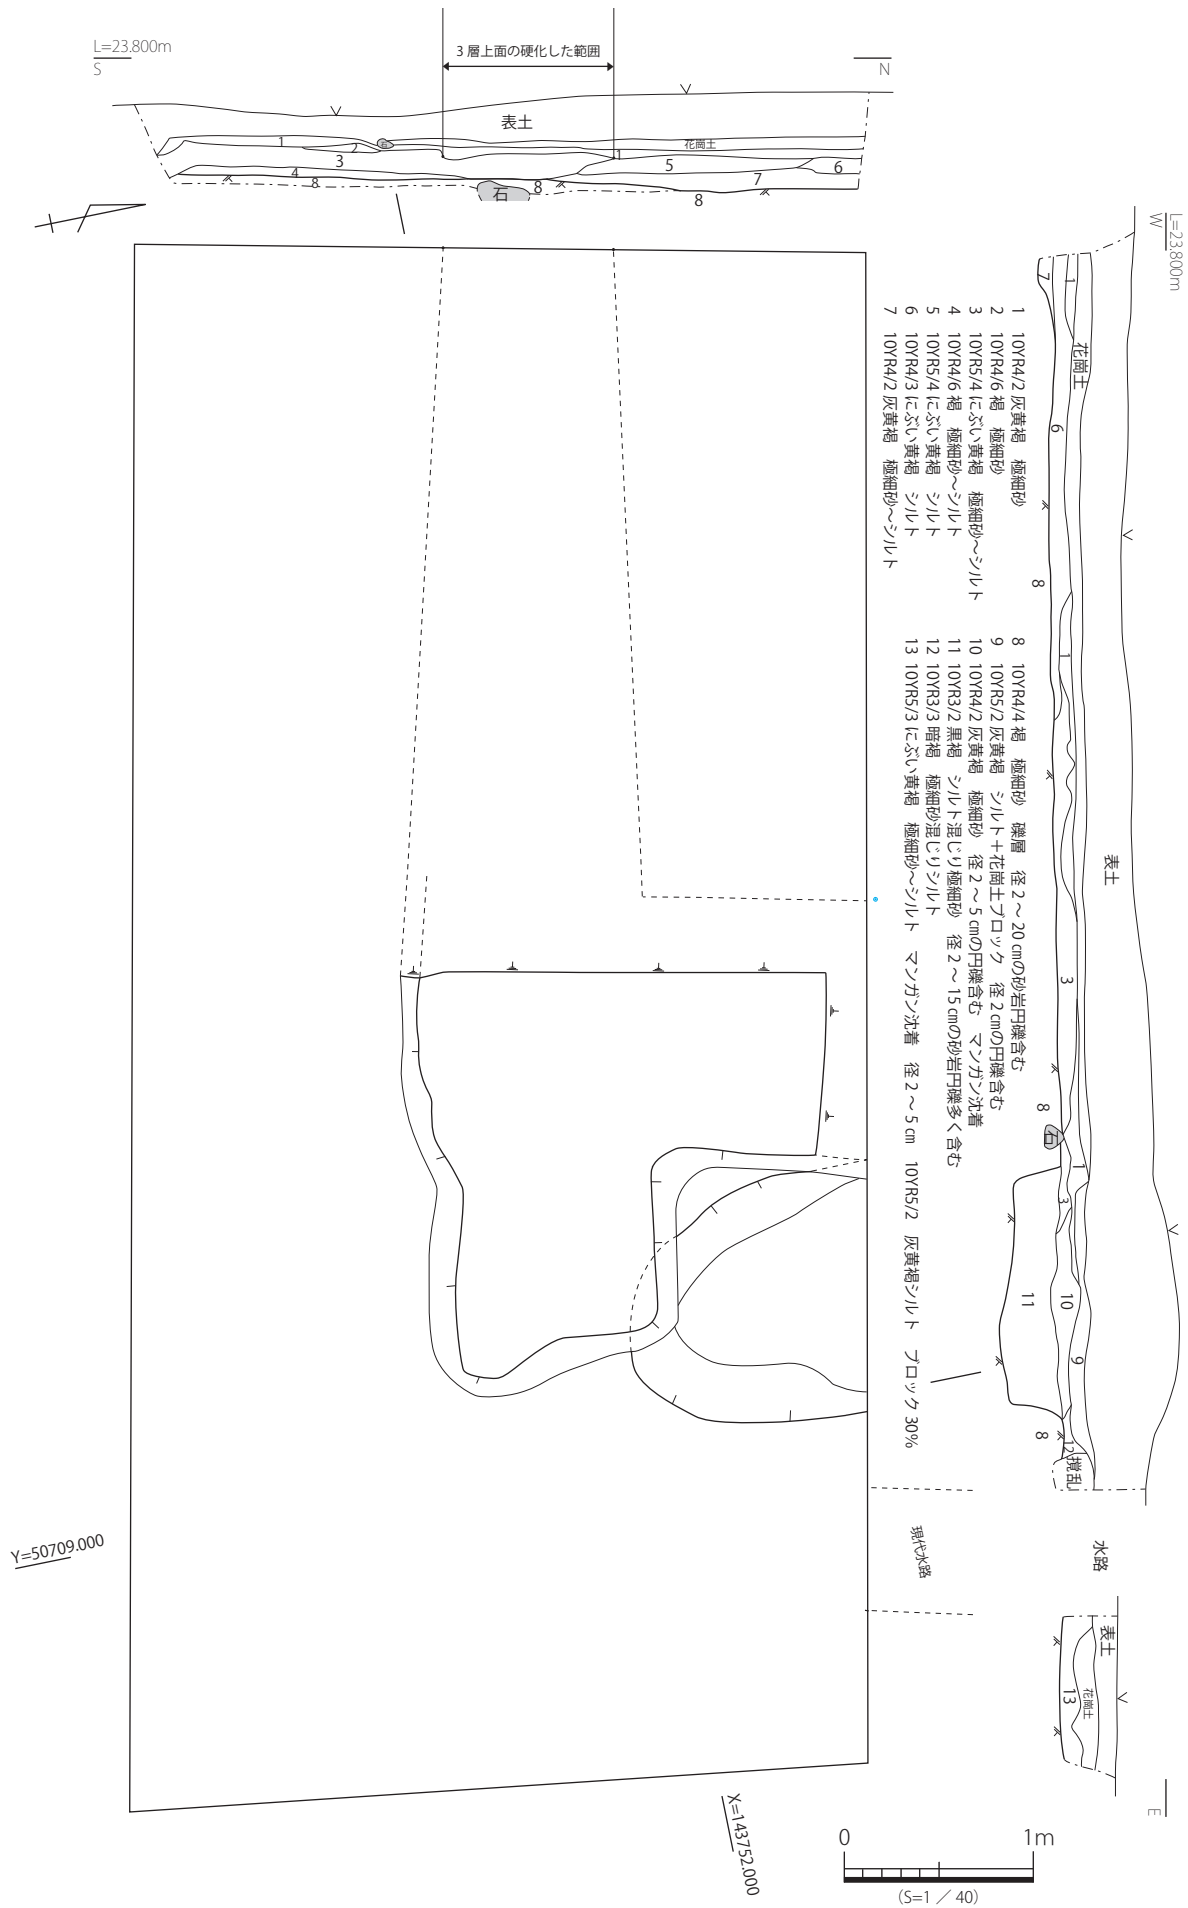 L=23.800m
S
3 層上面の硬化した範囲
N
表土
1
2
石
花崗土
1
3
4
8
石
8
5
7
6
8
L=23.800m
W
7
1
花崗土
6
8
1
表土
3
8
石
1
3
11
10
9
8
12
撹乱
水路
表土
花崗土
13
E
1 10YR4/2 灰黄褐 極細砂
2 10YR4/6 褐 極細砂
3 10YR5/4 にぶい黄褐 極細砂～シルト
4 10YR4/6 褐 極細砂～シルト
5 10YR5/4 にぶい黄褐 シルト
6 10YR4/3 にぶい黄褐 シルト
7 10YR4/2 灰黄褐 極細砂～シルト
8 10YR4/4 褐 極細砂 礫層 径 2 ～ 20 ㎝の砂岩円礫含む
9 10YR5/2 灰黄褐 シルト＋花崗土ブロック 径 2 ㎝の円礫含む
10 10YR4/2 灰黄褐 極細砂 径 2 ～ 5 ㎝の円礫含む マンガン沈着
11 10YR3/2 黒褐 シルト混じり極細砂 径 2 ～ 15 ㎝の砂岩円礫多く含む
12 10YR3/3 暗褐 極細砂混じりシルト
13 10YR5/3 にぶい黄褐 極細砂～シルト マンガン沈着 径 2 ～ 5 ㎝ 10YR5/2 灰黄褐シルト ブロック 30%
現代水路
Y=50709.000
X=143752.000
0
1m
（S=1 ／ 40）